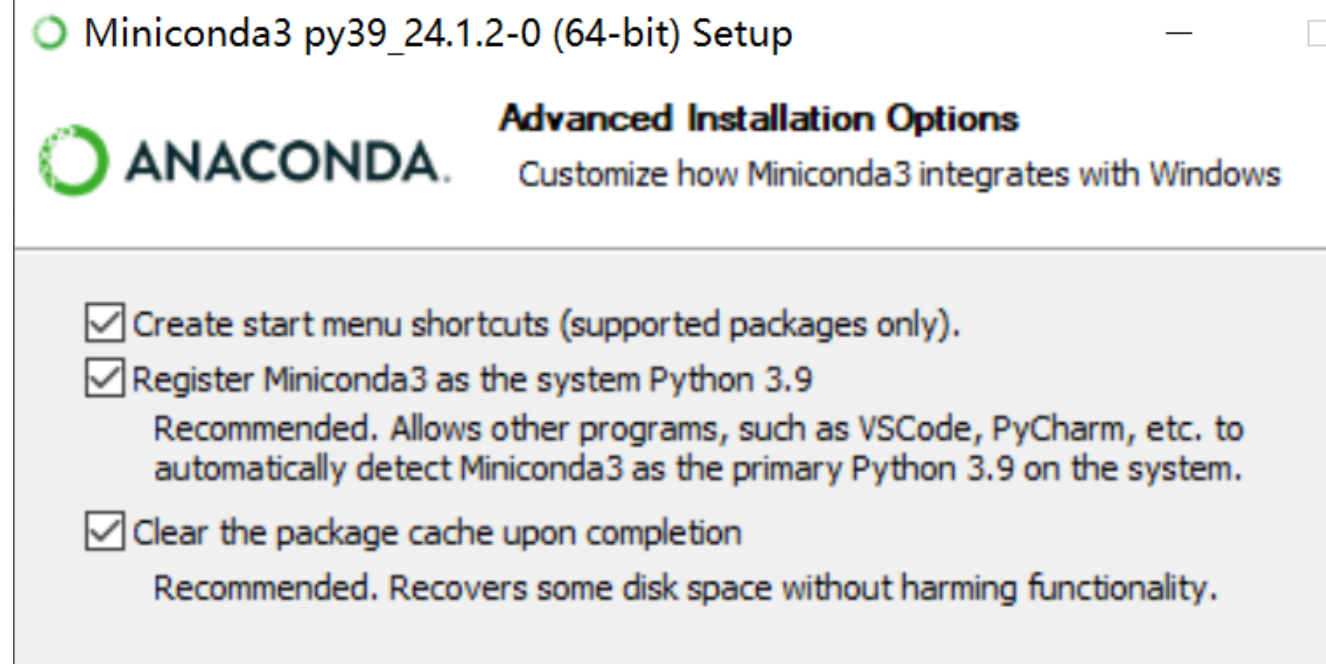 Miniconda3 py39_24.1.2-0 (64-bit) Setup
ANACONDA.
Advanced Installation Options
Customize how Miniconda3 integrates with Windows
Create start menu shortcuts (supported packages only).
Register Miniconda3 as the system Python 3.9
Recommended. Allows other programs, such as VSCode, PyCharm, etc. to
automatically detect Miniconda3 as the primary Python 3.9 on the system.
Clear the package cache upon completion
Recommended. Recovers some disk space without harming functionality.